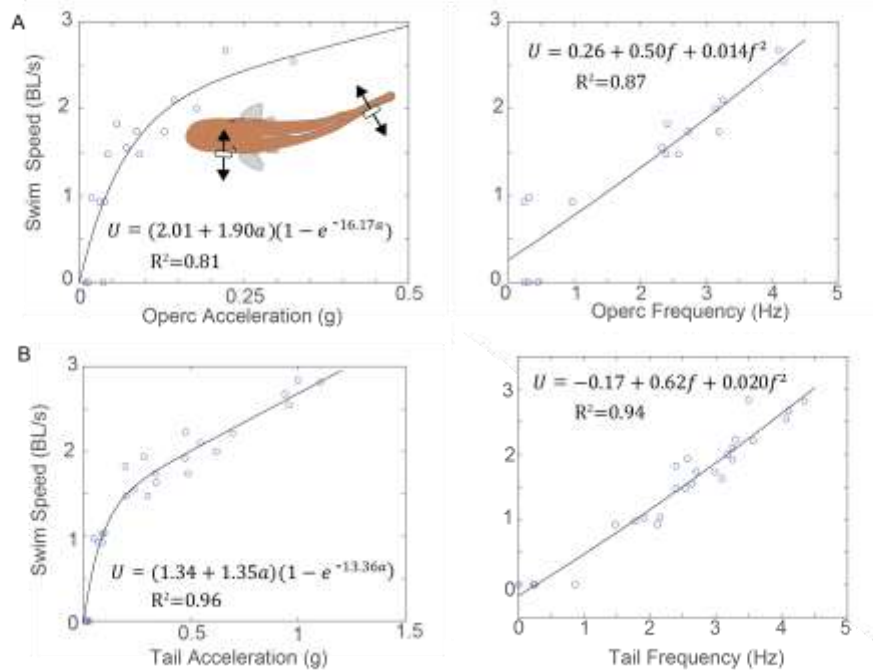 A
3
2
1
0
Swim Speed (BL/s)
U = (2.01 + 1.90a)(1 − e^-16.17a)
R²=0.81
0
0.25
0.5
Operc Acceleration (g)
3
2
1
0
U = 0.26 + 0.50f + 0.014f²
R²=0.87
0
1
2
3
4
5
Operc Frequency (Hz)
B
3
2
1
0
Swim Speed (BL/s)
U = (1.34 + 1.35a)(1 − e^-13.36a)
R²=0.96
0
0.5
1
1.5
Tail Acceleration (g)
3
2
1
0
U = −0.17 + 0.62f + 0.020f²
R²=0.94
0
1
2
3
4
5
Tail Frequency (Hz)